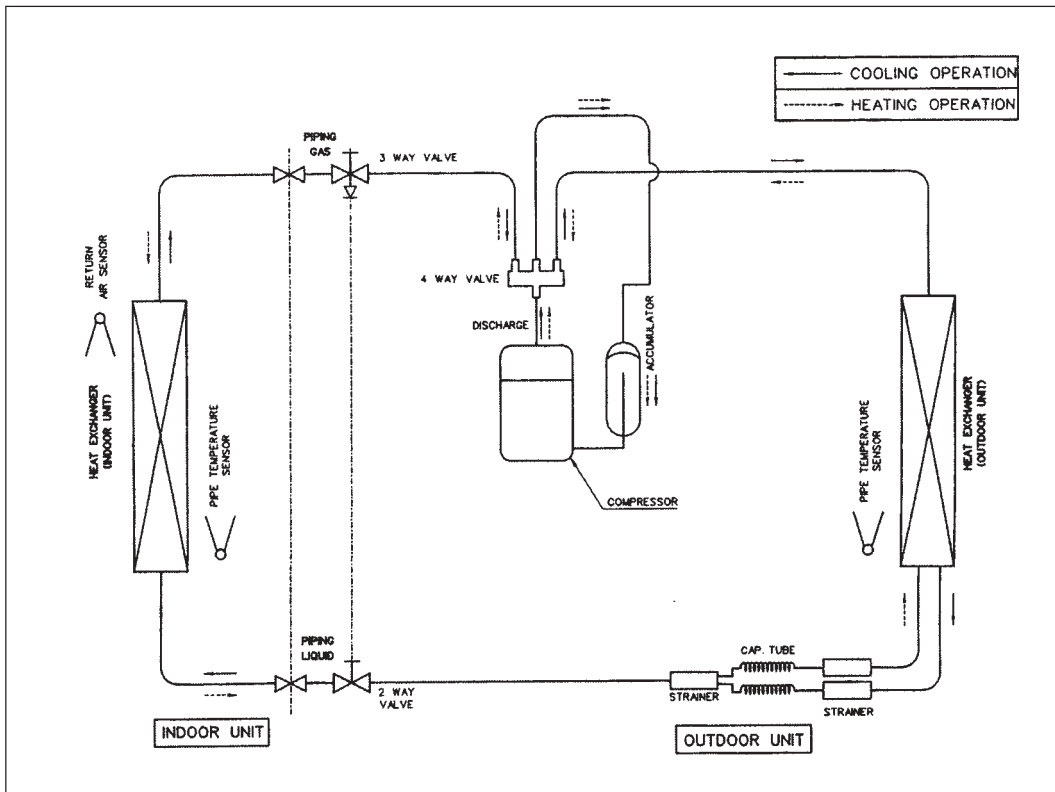 COOLING OPERATION
HEATING OPERATION
PIPING
GAS
3 WAY VALVE
RETURN
AIR SENSOR
4 WAY VALVE
DISCHARGE
ACCUMULATOR
HEAT EXCHANGER
(INDOOR UNIT)
PIPE TEMPERATURE
SENSOR
COMPRESSOR
PIPE TEMPERATURE
SENSOR
HEAT EXCHANGER
(OUTDOOR UNIT)
PIPING
LIQUID
2 WAY
VALVE
CAP. TUBE
STRAINER
STRAINER
INDOOR UNIT
OUTDOOR UNIT